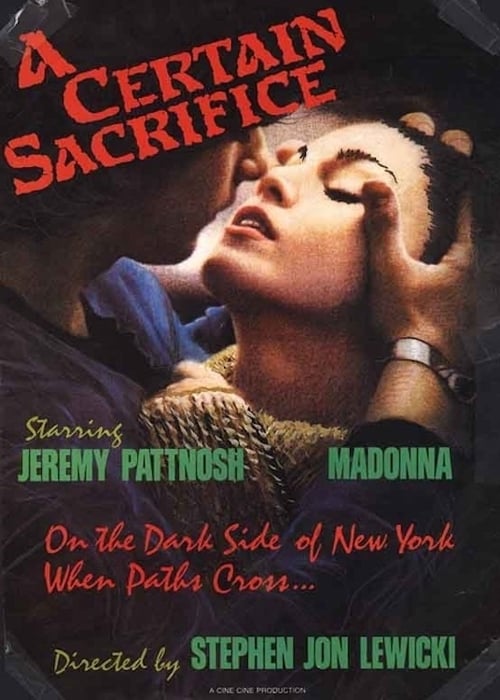 A
CERTAIN
SACRIFICE
Starring
JEREMY PATTNOSH MADONNA
On the Dark Side of New York
When Paths Cross...
Directed by STEPHEN JON LEWICKI
A CINE CINE PRODUCTION